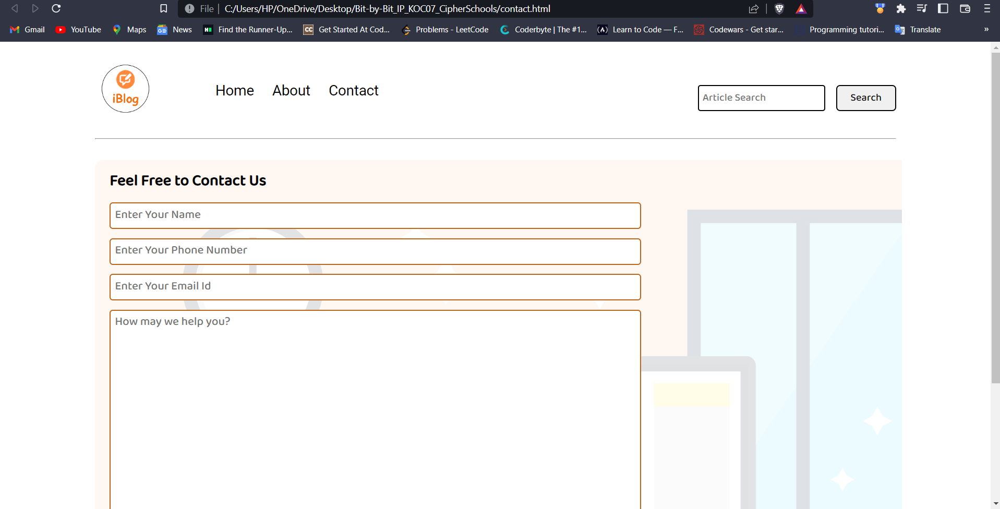 File C:/Users/HP/OneDrive/Desktop/Bit-by-Bit_IP_KOC07_CipherSchools/contact.html
Gmail YouTube Maps News Find the Runner-Up... Get Started At Cod... Problems - LeetCode Coderbyte | The #1... Learn to Code — F... Codewars - Get star... Programming tutori... Translate »
iBlog
Home About Contact
Article Search Search
Feel Free to Contact Us
Enter Your Name
Enter Your Phone Number
Enter Your Email Id
How may we help you?